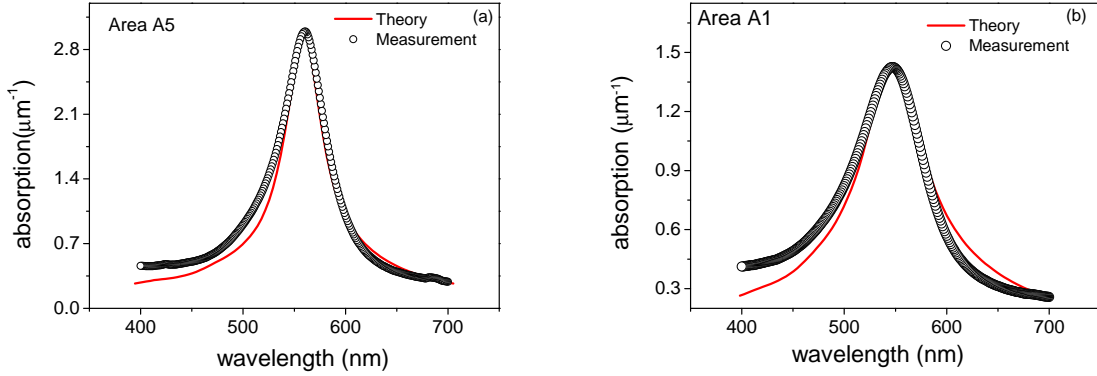 Area A5
(a)
Theory
Measurement
absorption(μm⁻¹)
2.8
2.1
1.4
0.7
0.0
400
500
600
700
wavelength (nm)
Area A1
(b)
Theory
Measurement
absorption (μm⁻¹)
1.5
1.2
0.9
0.6
0.3
400
500
600
700
wavelength (nm)